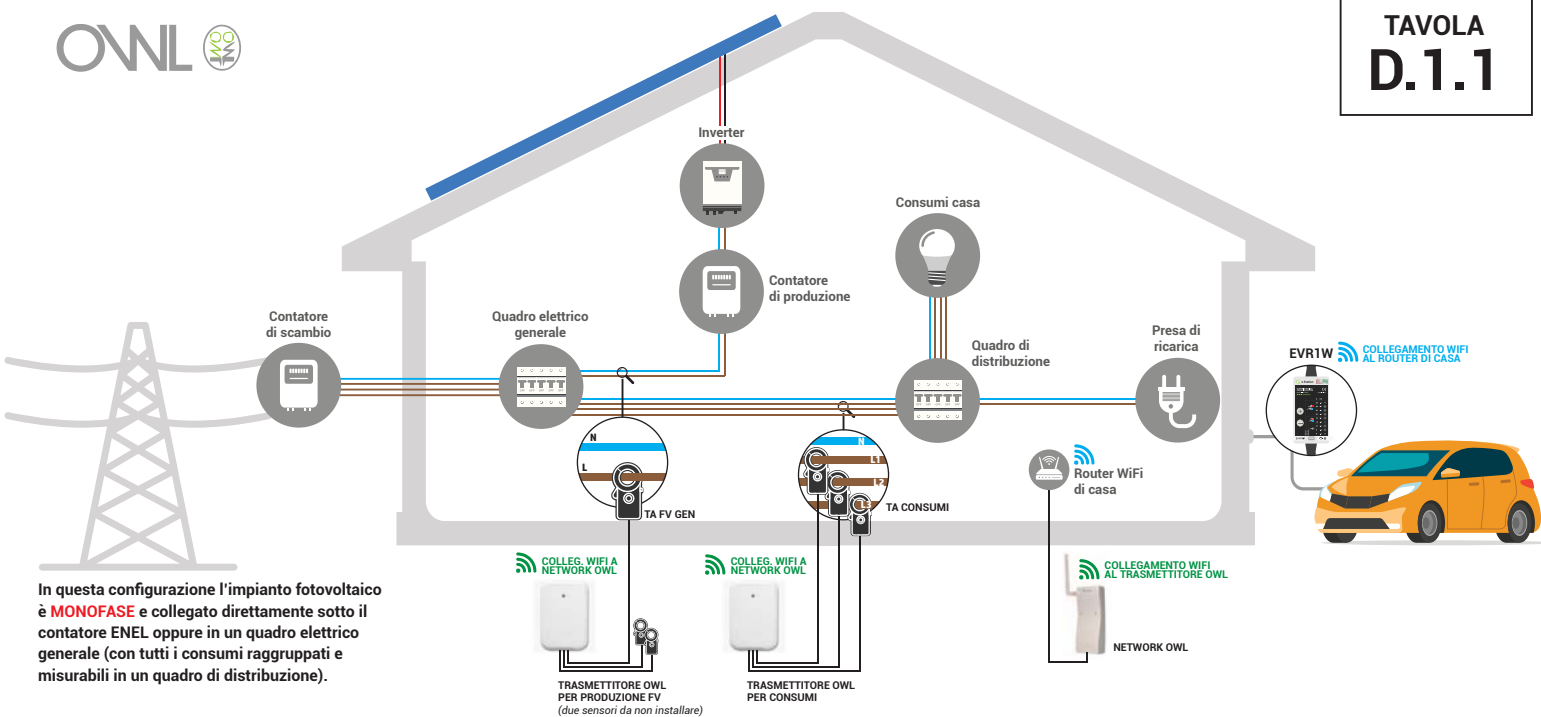 OWL
TAVOLA
D.1.1
Inverter
Consumi casa
Contatore
di produzione
Contatore
di scambio
Quadro elettrico
generale
Quadro di
distribuzione
Presa di
ricarica
EVR1W
COLLEGAMENTO WIFI
AL ROUTER DI CASA
N
L
TA FV GEN
N
L1
L2
L3
TA CONSUMI
Router WiFi
di casa
COLLEG. WIFI A
NETWORK OWL
COLLEG. WIFI A
NETWORK OWL
COLLEGAMENTO WIFI
AL TRASMETTITORE OWL
NETWORK OWL
In questa configurazione l'impianto fotovoltaico
è MONOFASE e collegato direttamente sotto il
contatore ENEL oppure in un quadro elettrico
generale (con tutti i consumi raggruppati e
misurabili in un quadro di distribuzione).
TRASMETTITORE OWL
PER PRODUZIONE FV
(due sensori da non installare)
TRASMETTITORE OWL
PER CONSUMI